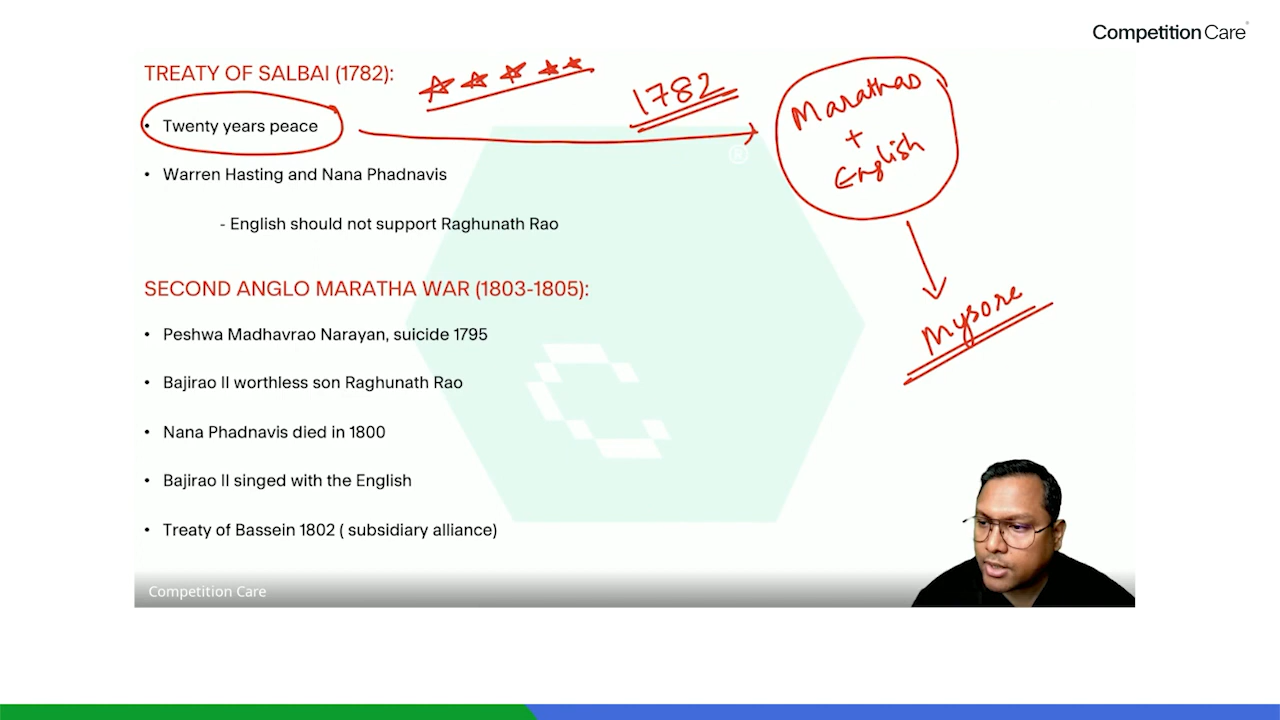 Competition Care
TREATY OF SALBAI (1782):
1782
Marathas
+
English
• Twenty years peace
• Warren Hasting and Nana Phadnavis
- English should not support Raghunath Rao
SECOND ANGLO MARATHA WAR (1803-1805):
Mysore
• Peshwa Madhavrao Narayan, suicide 1795
• Bajirao II worthless son Raghunath Rao
• Nana Phadnavis died in 1800
• Bajirao II singed with the English
• Treaty of Bassein 1802 ( subsidiary alliance)
Competition Care